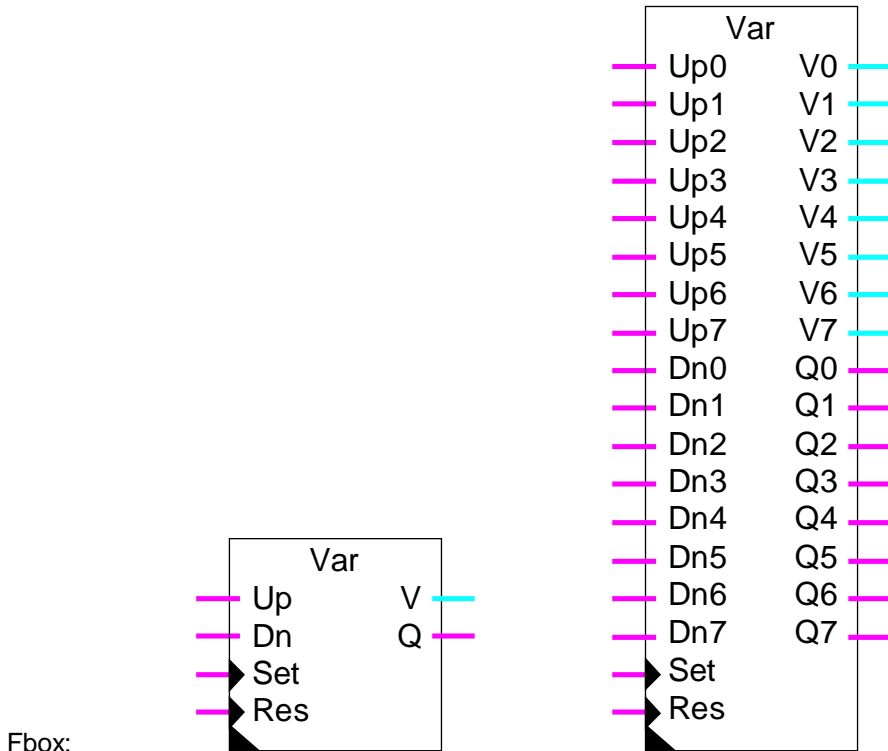 Var
Up0 V0
Up1 V1
Up2 V2
Up3 V3
Up4 V4
Up5 V5
Up6 V6
Up7 V7
Dn0 Q0
Dn1 Q1
Dn2 Q2
Dn3 Q3
Dn4 Q4
Dn5 Q5
Dn6 Q6
Dn7 Q7
Set
Res
Var
Up V
Dn Q
Set
Res
Fbox: